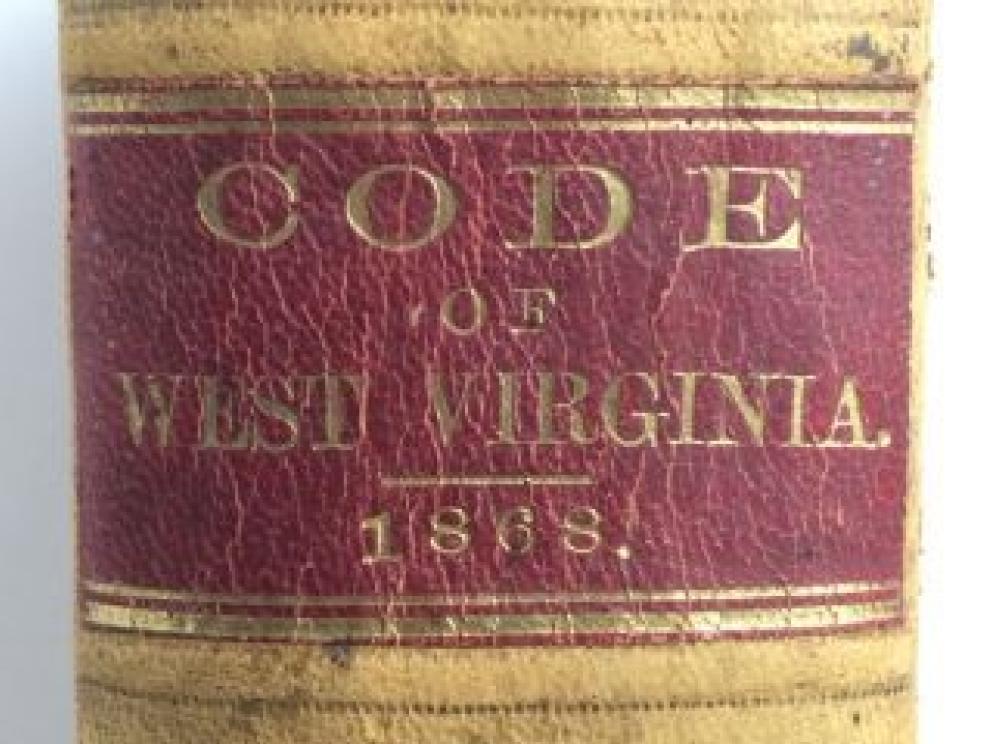 CODE
OF
WEST VIRGINIA.
1868.